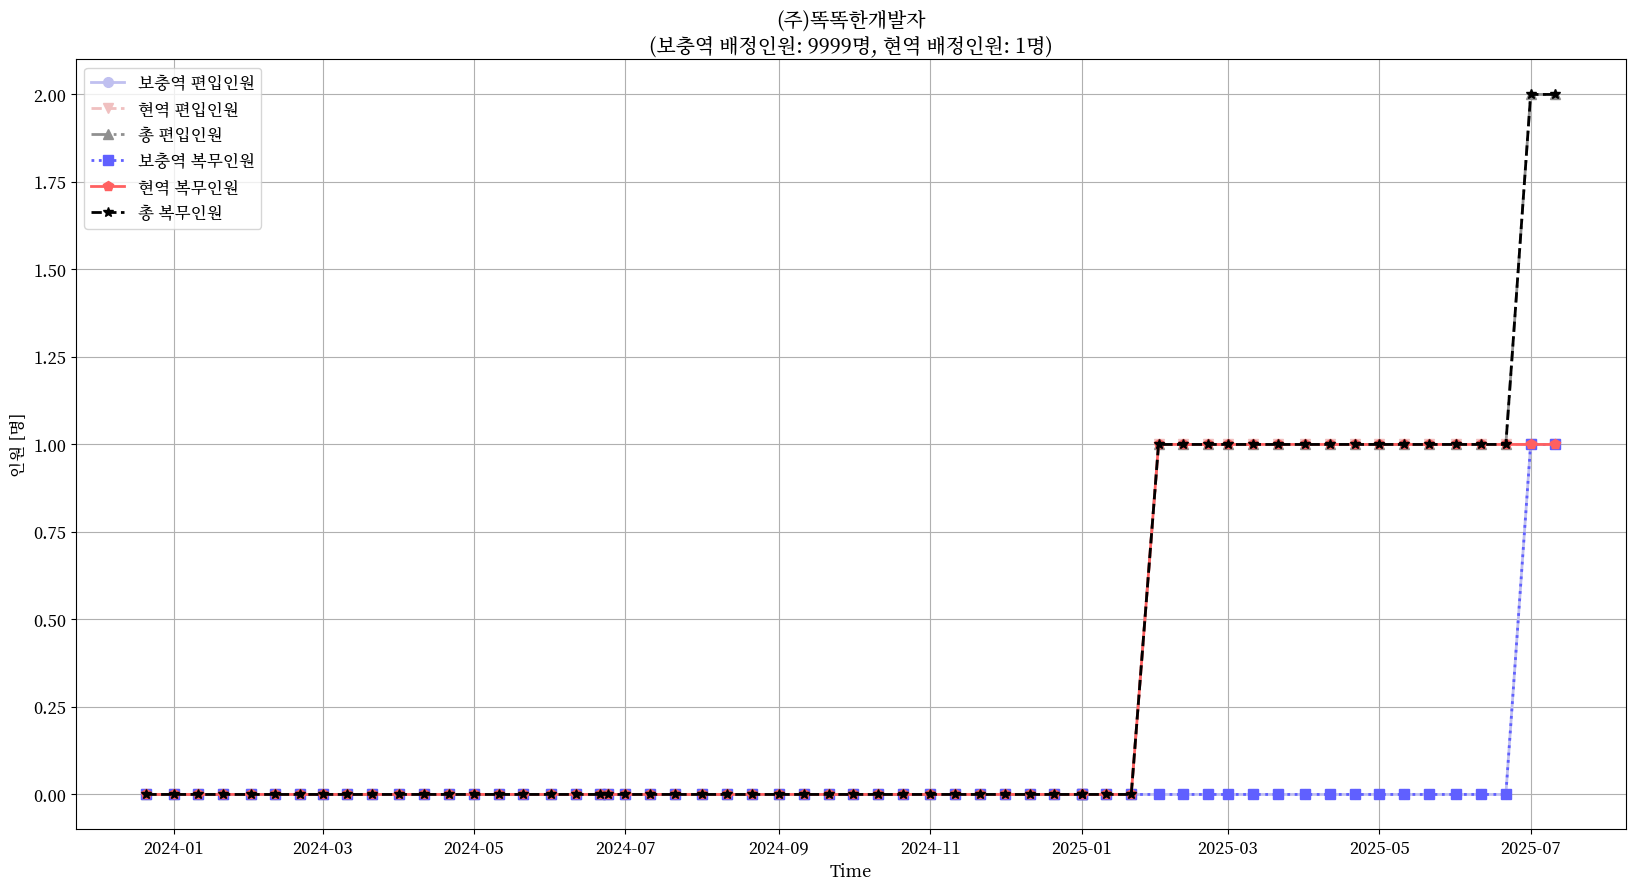 (주)똑똑한개발자
(보충역 배정인원: 9999명, 현역 배정인원: 1명)
보충역 편입인원
현역 편입인원
총 편입인원
보충역 복무인원
현역 복무인원
총 복무인원
2.00
1.75
1.50
1.25
1.00
0.75
0.50
0.25
0.00
인원 [명]
2024-01 2024-03 2024-05 2024-07 2024-09 2024-11 2025-01 2025-03 2025-05 2025-07
Time